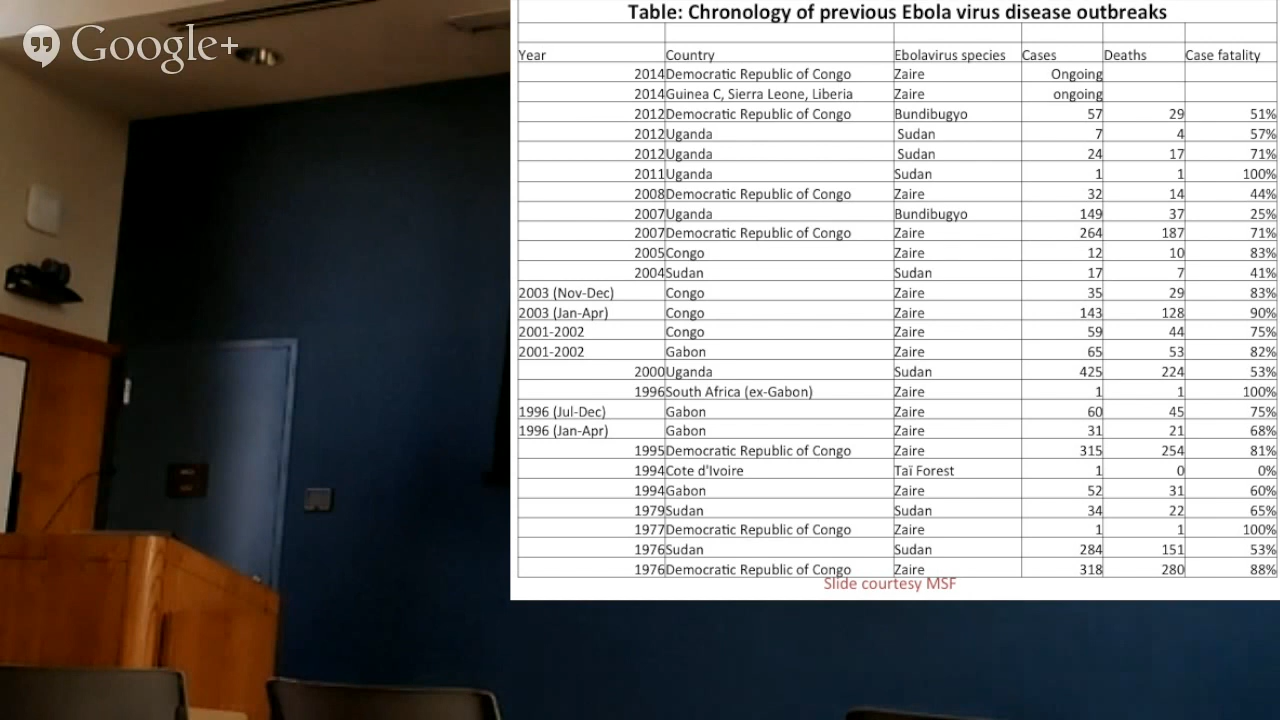 Google+
Table: Chronology of previous Ebola virus disease outbreaks
Year Country Ebolavirus species Cases Deaths Case fatality
2014 Democratic Republic of Congo Zaire Ongoing
2014 Guinea C, Sierra Leone, Liberia Zaire ongoing
2012 Democratic Republic of Congo Bundibugyo 57 29 51%
2012 Uganda Sudan 7 4 57%
2012 Uganda Sudan 24 17 71%
2011 Uganda Sudan 1 1 100%
2008 Democratic Republic of Congo Zaire 32 14 44%
2007 Uganda Bundibugyo 149 37 25%
2007 Democratic Republic of Congo Zaire 264 187 71%
2005 Congo Zaire 12 10 83%
2004 Sudan Sudan 17 7 41%
2003 (Nov-Dec) Congo Zaire 35 29 83%
2003 (Jan-Apr) Congo Zaire 143 128 90%
2001-2002 Congo Zaire 59 44 75%
2001-2002 Gabon Zaire 65 53 82%
2000 Uganda Sudan 425 224 53%
1996 South Africa (ex-Gabon) Zaire 1 1 100%
1996 (Jul-Dec) Gabon Zaire 60 45 75%
1996 (Jan-Apr) Gabon Zaire 31 21 68%
1995 Democratic Republic of Congo Zaire 315 254 81%
1994 Cote d'Ivoire Taï Forest 1 0 0%
1994 Gabon Zaire 52 31 60%
1979 Sudan Sudan 34 22 65%
1977 Democratic Republic of Congo Zaire 1 1 100%
1976 Sudan Sudan 284 151 53%
1976 Democratic Republic of Congo Zaire 318 280 88%
Slide courtesy MSF